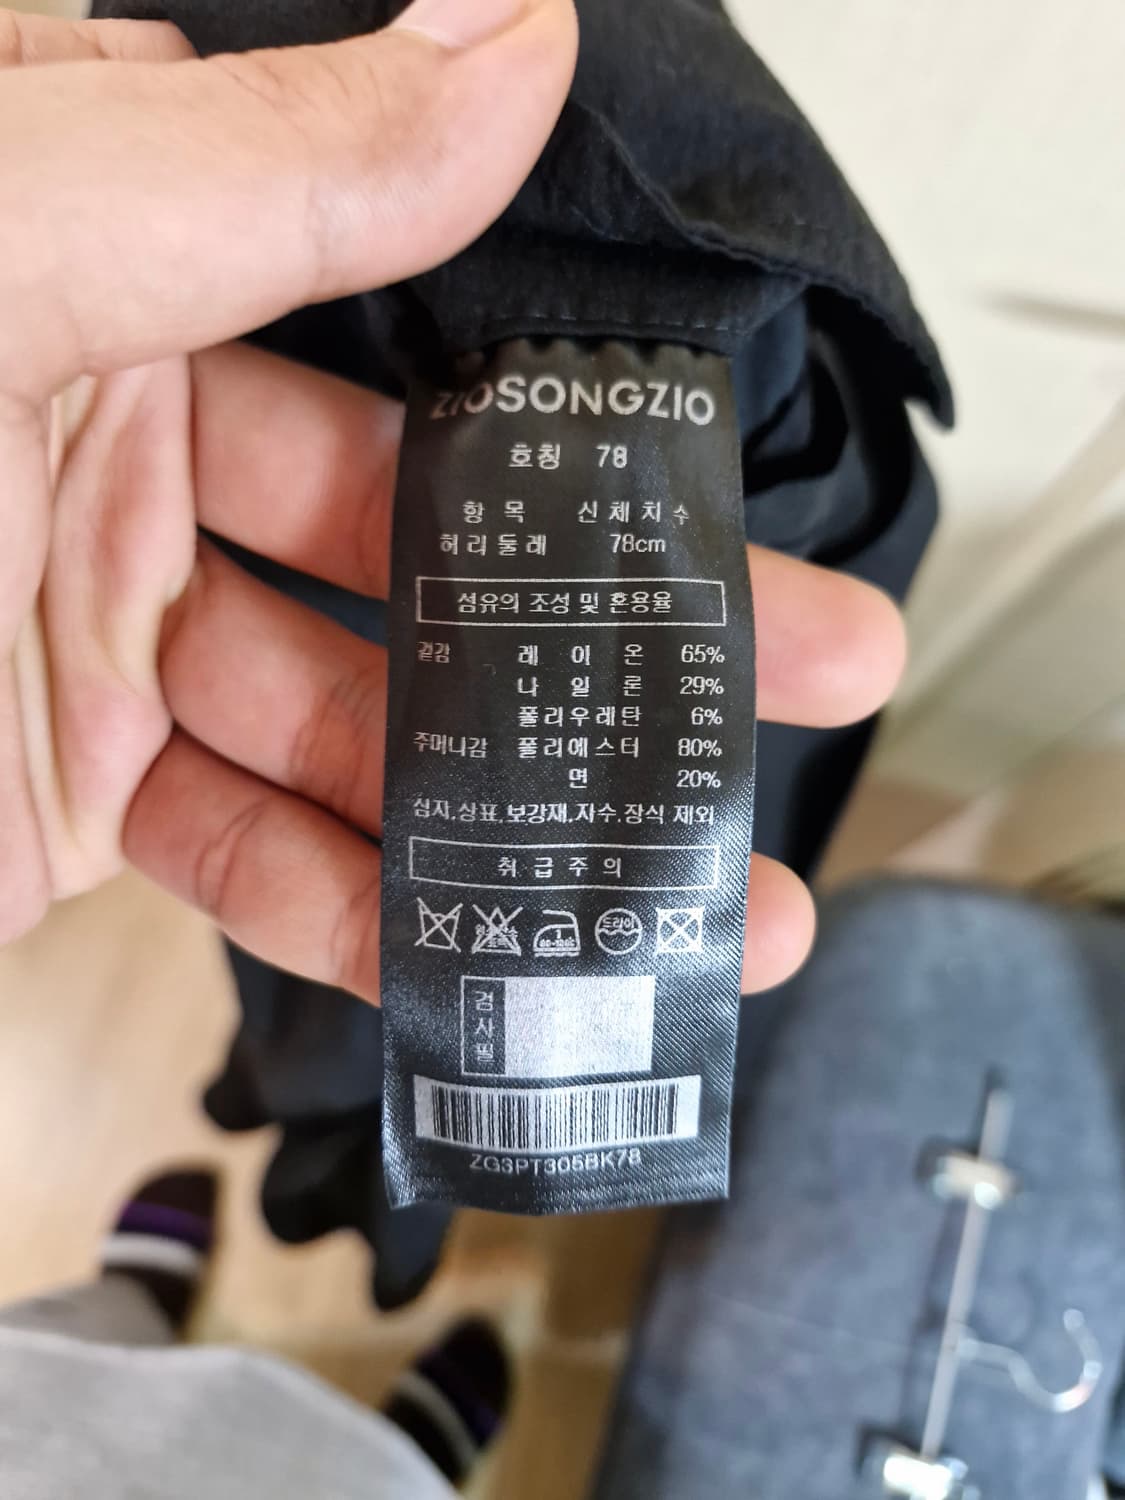 ZIOSONGZIO
호칭 78
항목 신체치수
허리둘레 78cm
섬유의 조성 및 혼용율
겉감 레이온 65%
나일론 29%
폴리우레탄 6%
주머니감 폴리에스터 80%
면 20%
심지,상표,보강재,자수,장식 제외
취급주의
드라이
검사필
ZG3PT305BK78